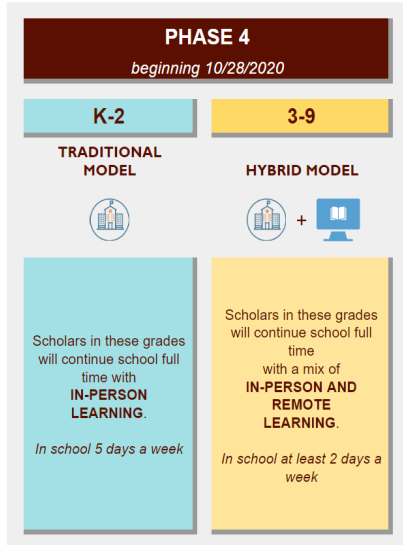 PHASE 4
beginning 10/28/2020
K-2
3-9
TRADITIONAL
MODEL
HYBRID MODEL
+
Scholars in these grades
will continue school full
time with
IN-PERSON
LEARNING.
In school 5 days a week
Scholars in these grades
will continue school full
time
with a mix of
IN-PERSON AND
REMOTE
LEARNING.
In school at least 2 days a
week